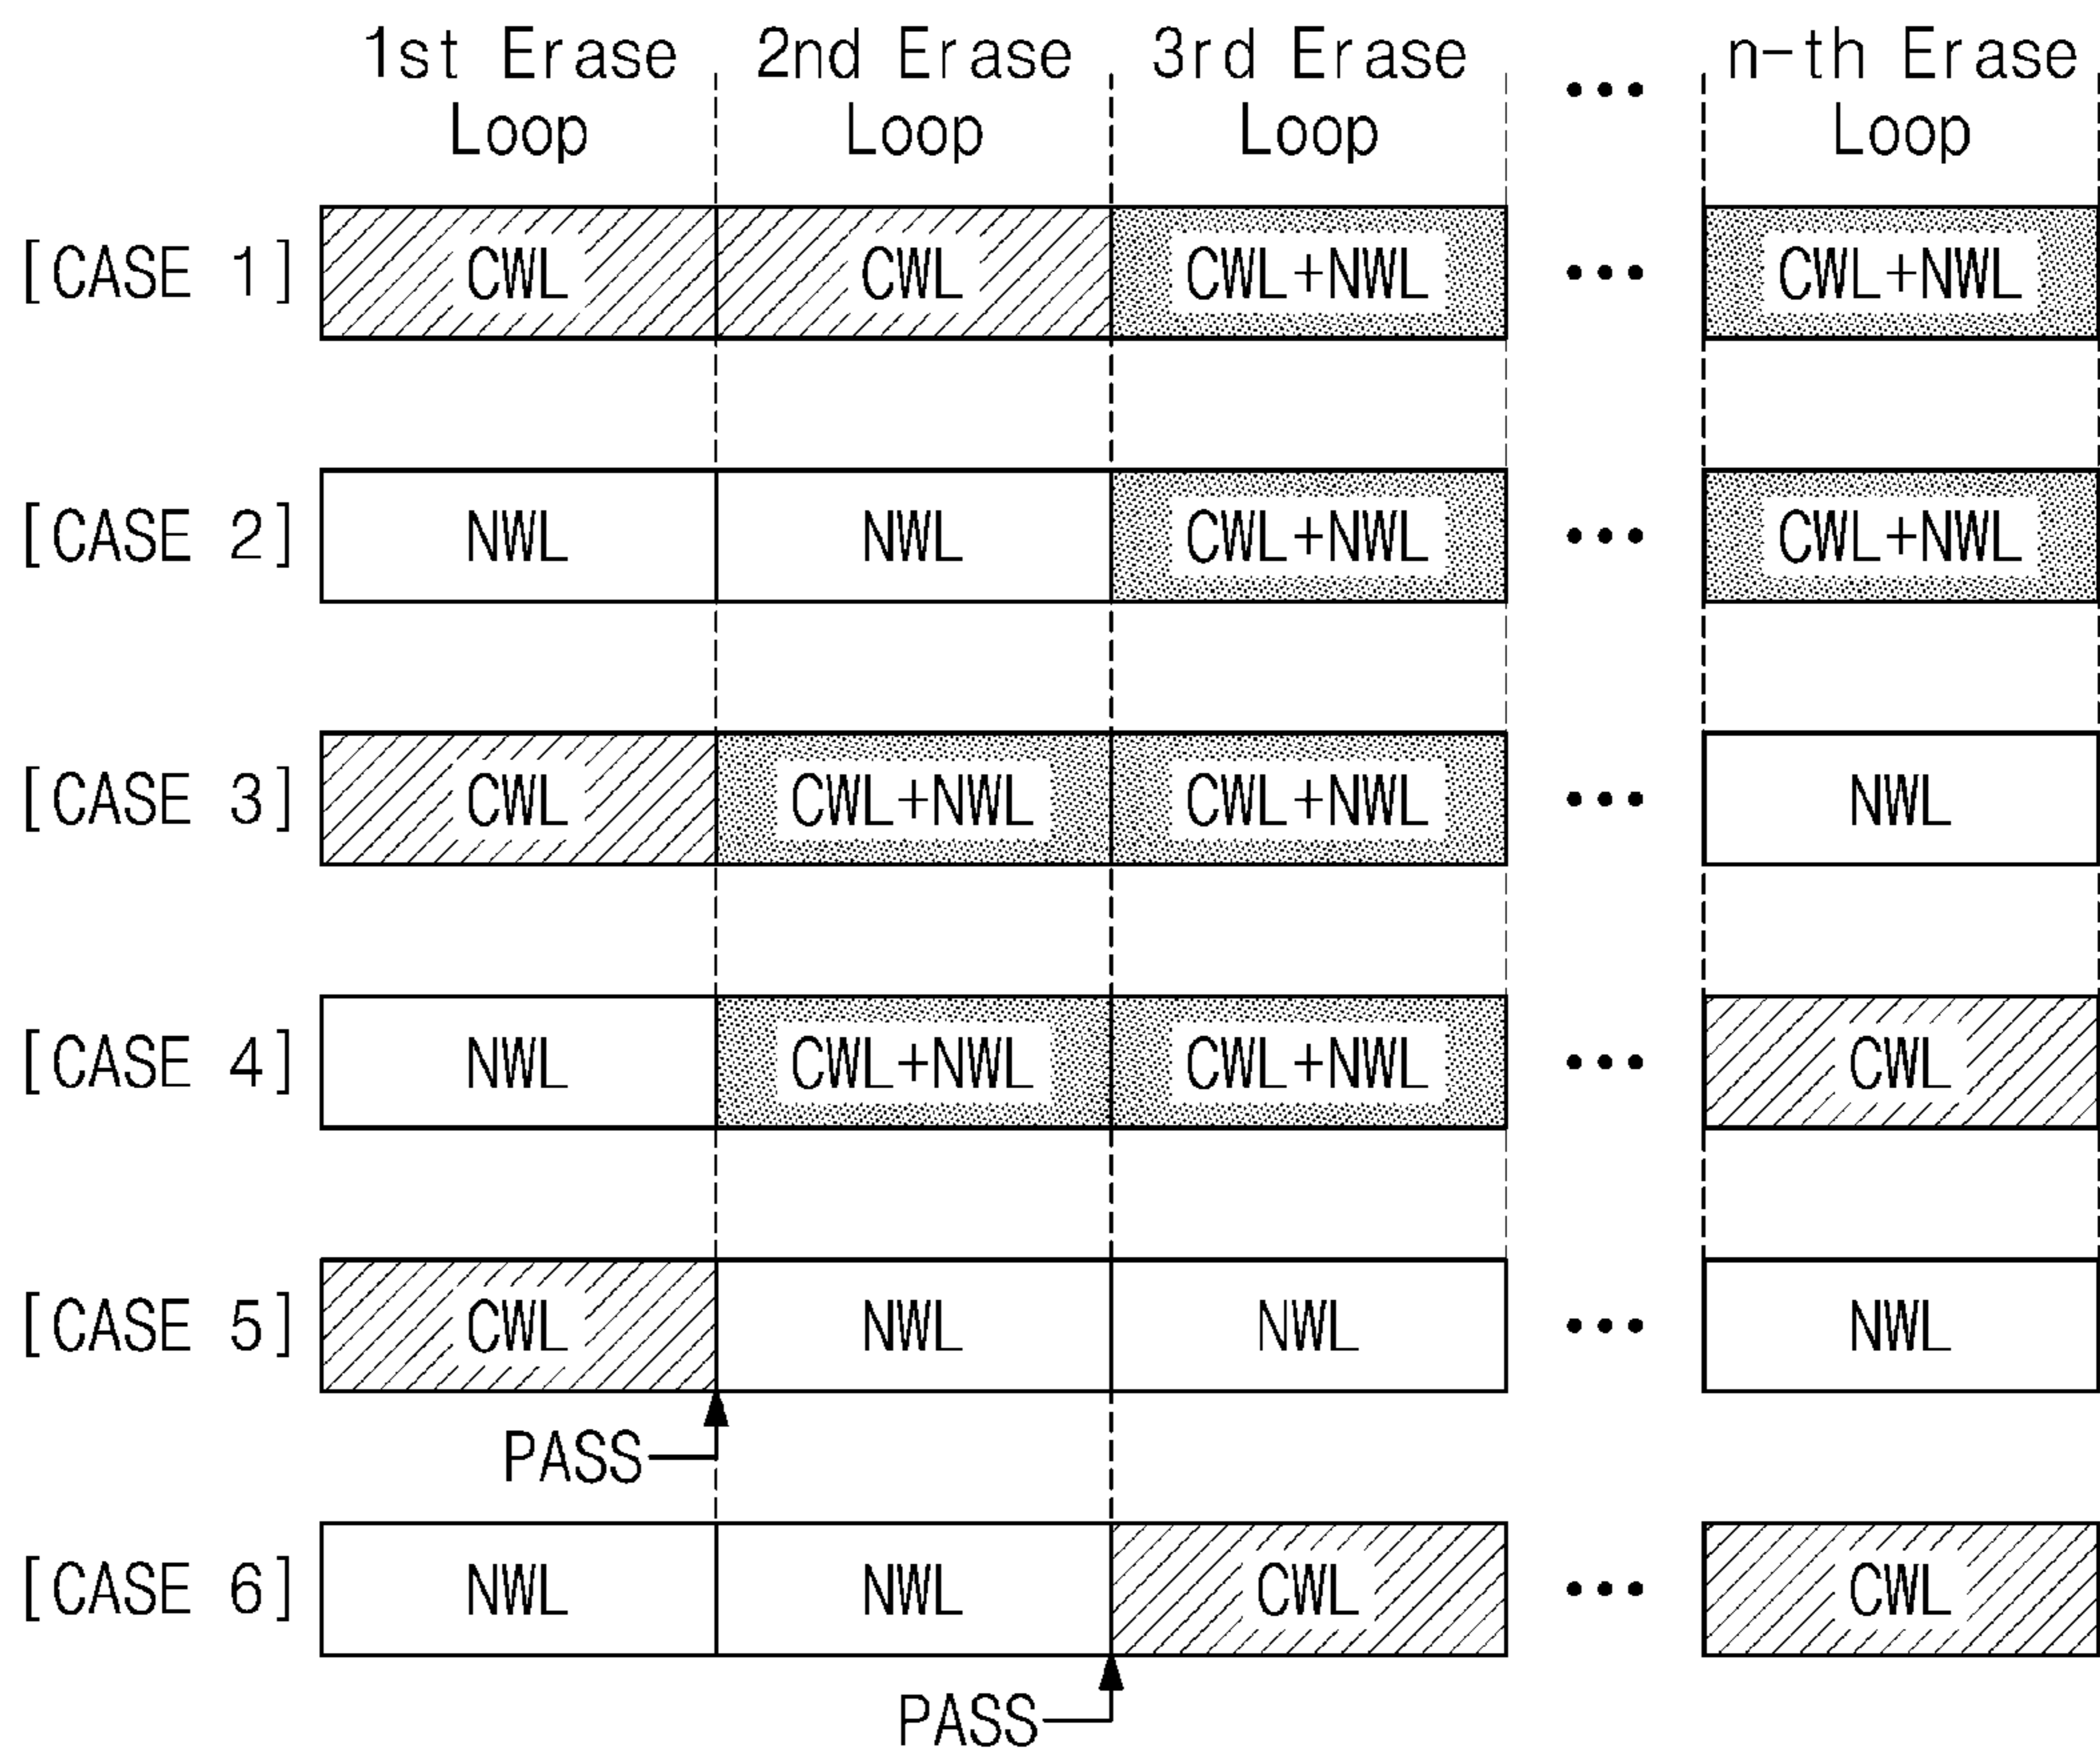 1st Erase Loop 2nd Erase Loop 3rd Erase Loop ••• n-th Erase Loop
[CASE 1] CWL CWL CWL+NWL ••• CWL+NWL
[CASE 2] NWL NWL CWL+NWL ••• CWL+NWL
[CASE 3] CWL CWL+NWL CWL+NWL ••• NWL
[CASE 4] NWL CWL+NWL CWL+NWL ••• CWL
[CASE 5] CWL NWL NWL ••• NWL
PASS
[CASE 6] NWL NWL CWL ••• CWL
PASS